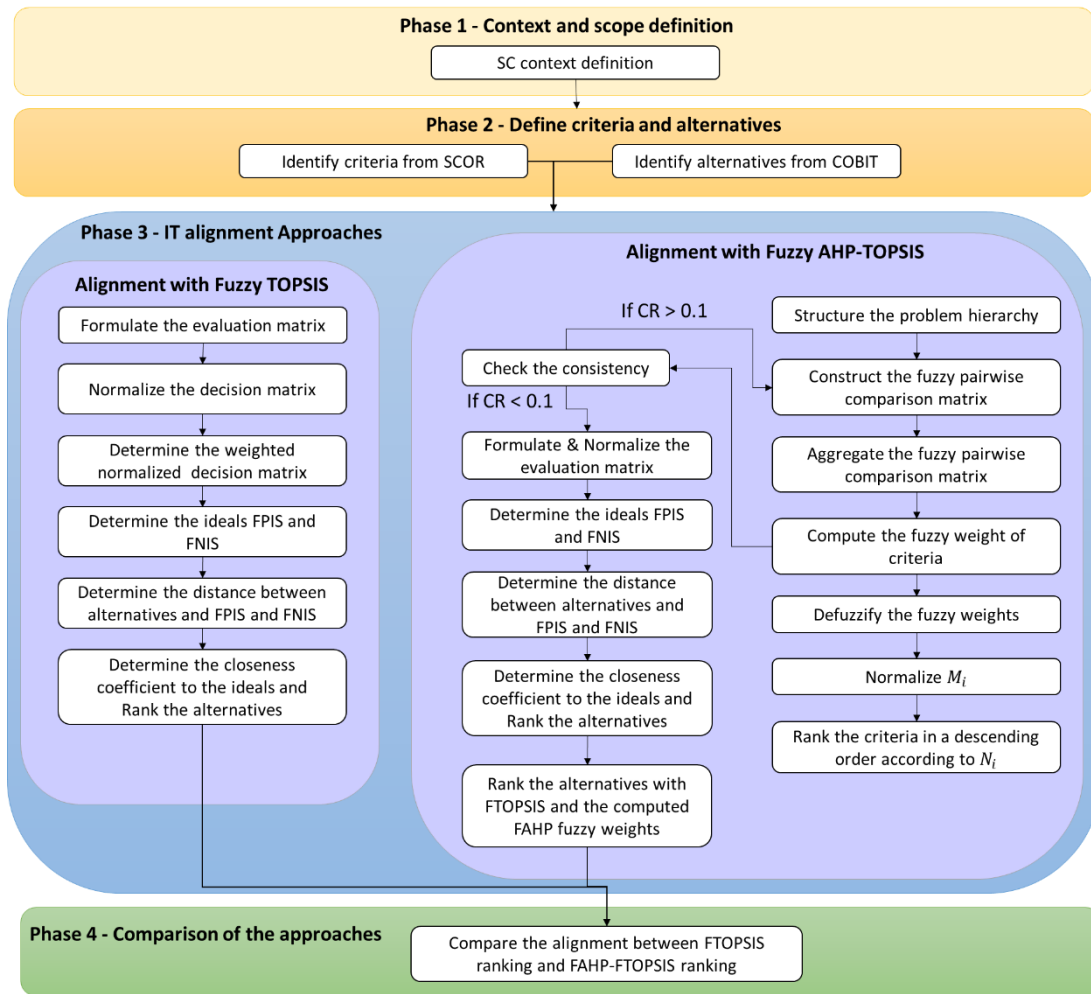 Phase 1 - Context and scope definition
SC context definition
Phase 2 - Define criteria and alternatives
Identify criteria from SCOR
Identify alternatives from COBIT
Phase 3 - IT alignment Approaches
Alignment with Fuzzy TOPSIS
Formulate the evaluation matrix
Normalize the decision matrix
Determine the weighted
normalized decision matrix
Determine the ideals FPIS and
FNIS
Determine the distance between
alternatives and FPIS and FNIS
Determine the closeness
coefficient to the ideals and
Rank the alternatives
Alignment with Fuzzy AHP-TOPSIS
If CR > 0.1
Check the consistency
If CR < 0.1
Formulate & Normalize the
evaluation matrix
Determine the ideals FPIS
and FNIS
Determine the distance
between alternatives and
FPIS and FNIS
Determine the closeness
coefficient to the ideals and
Rank the alternatives
Rank the alternatives with
FTOPSIS and the computed
FAHP fuzzy weights
Structure the problem hierarchy
Construct the fuzzy pairwise
comparison matrix
Aggregate the fuzzy pairwise
comparison matrix
Compute the fuzzy weight of
criteria
Defuzzify the fuzzy weights
Normalize M_i
Rank the criteria in a descending
order according to N_i
Phase 4 - Comparison of the approaches
Compare the alignment between FTOPSIS
ranking and FAHP-FTOPSIS ranking